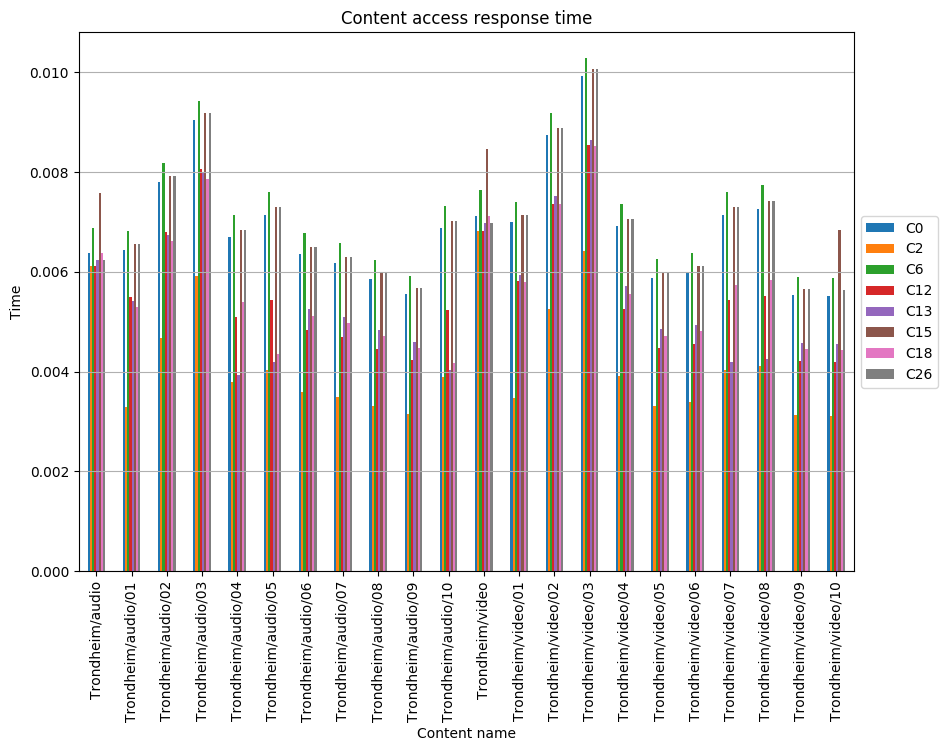 Content access response time
0.010
0.008
0.006
0.004
0.002
0.000
Time
C0
C2
C6
C12
C13
C15
C18
C26
Trondheim/audio
Trondheim/audio/01
Trondheim/audio/02
Trondheim/audio/03
Trondheim/audio/04
Trondheim/audio/05
Trondheim/audio/06
Trondheim/audio/07
Trondheim/audio/08
Trondheim/audio/09
Trondheim/audio/10
Trondheim/video
Trondheim/video/01
Trondheim/video/02
Trondheim/video/03
Trondheim/video/04
Trondheim/video/05
Trondheim/video/06
Trondheim/video/07
Trondheim/video/08
Trondheim/video/09
Trondheim/video/10
Content name